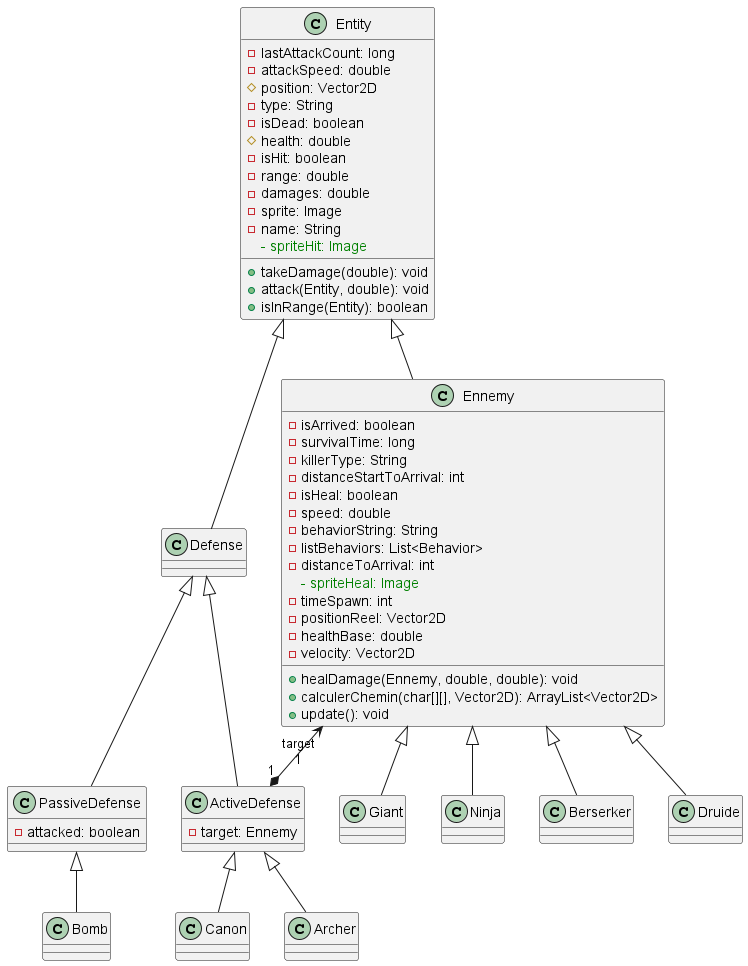 C Entity
lastAttackCount: long
attackSpeed: double
position: Vector2D
type: String
isDead: boolean
health: double
isHit: boolean
range: double
damages: double
sprite: Image
name: String
- spriteHit: Image
takeDamage(double): void
attack(Entity, double): void
isInRange(Entity): boolean
C Ennemy
isArrived: boolean
survivalTime: long
killerType: String
distanceStartToArrival: int
isHeal: boolean
speed: double
behaviorString: String
listBehaviors: List<Behavior>
distanceToArrival: int
- spriteHeal: Image
timeSpawn: int
positionReel: Vector2D
healthBase: double
velocity: Vector2D
healDamage(Ennemy, double, double): void
calculerChemin(char[][], Vector2D): ArrayList<Vector2D>
update(): void
C Defense
target
1
1
C PassiveDefense
attacked: boolean
C ActiveDefense
target: Ennemy
C Giant
C Ninja
C Berserker
C Druide
C Bomb
C Canon
C Archer